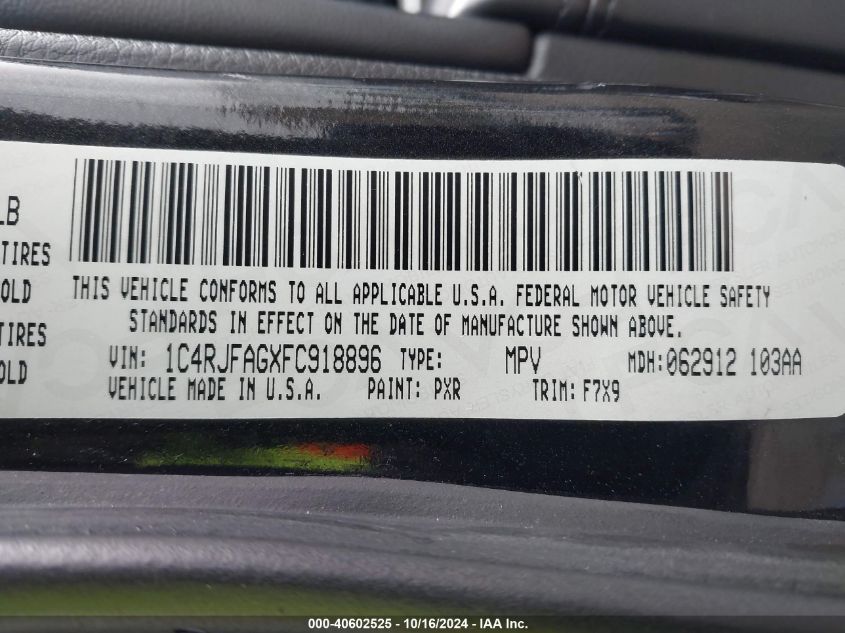 LB
TIRES
OLD
TIRES
OLD
THIS VEHICLE CONFORMS TO ALL APPLICABLE U.S.A. FEDERAL MOTOR VEHICLE SAFETY
STANDARDS IN EFFECT ON THE DATE OF MANUFACTURE SHOWN ABOVE.
VIN: 1C4RJFAGXFC918896 TYPE: MPV MDH:062912 103AA
VEHICLE MADE IN U.S.A. PAINT: PXR TRIM: F7X9
000-40602525 - 10/16/2024 - IAA Inc.